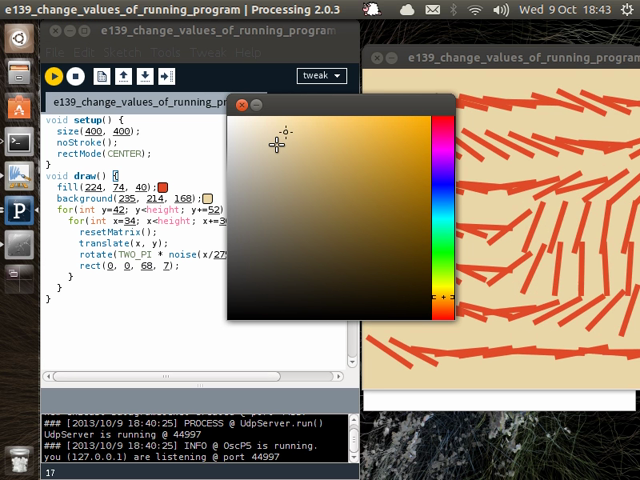 e139_change_values_of_running_program | Processing 2.0.3
Wed 9 Oct 18:43
e139_change_values_of_running_program
File Edit Sketch Tools Tweak Help
tweak
e139_change_values_of_running_pr
void setup() {
size(400, 400);
noStroke();
rectMode(CENTER);
}
void draw() {
fill(224, 74, 40);
background(235, 214, 168);
for(int y=42; y<height; y+=52)
for(int x=34; x<height; x+=3
resetMatrix();
translate(x, y);
rotate(TWO_PI * noise(x/275
rect(0, 0, 68, 7);
}
}
}
e139_change_values_of_running_program
### [2013/10/9 18:40:25] PROCESS @ UdpServer.run()
UdpServer is running @ 44997
### [2013/10/9 18:40:25] INFO @ OscP5 is running.
you (127.0.0.1) are listening @ port 44997
17